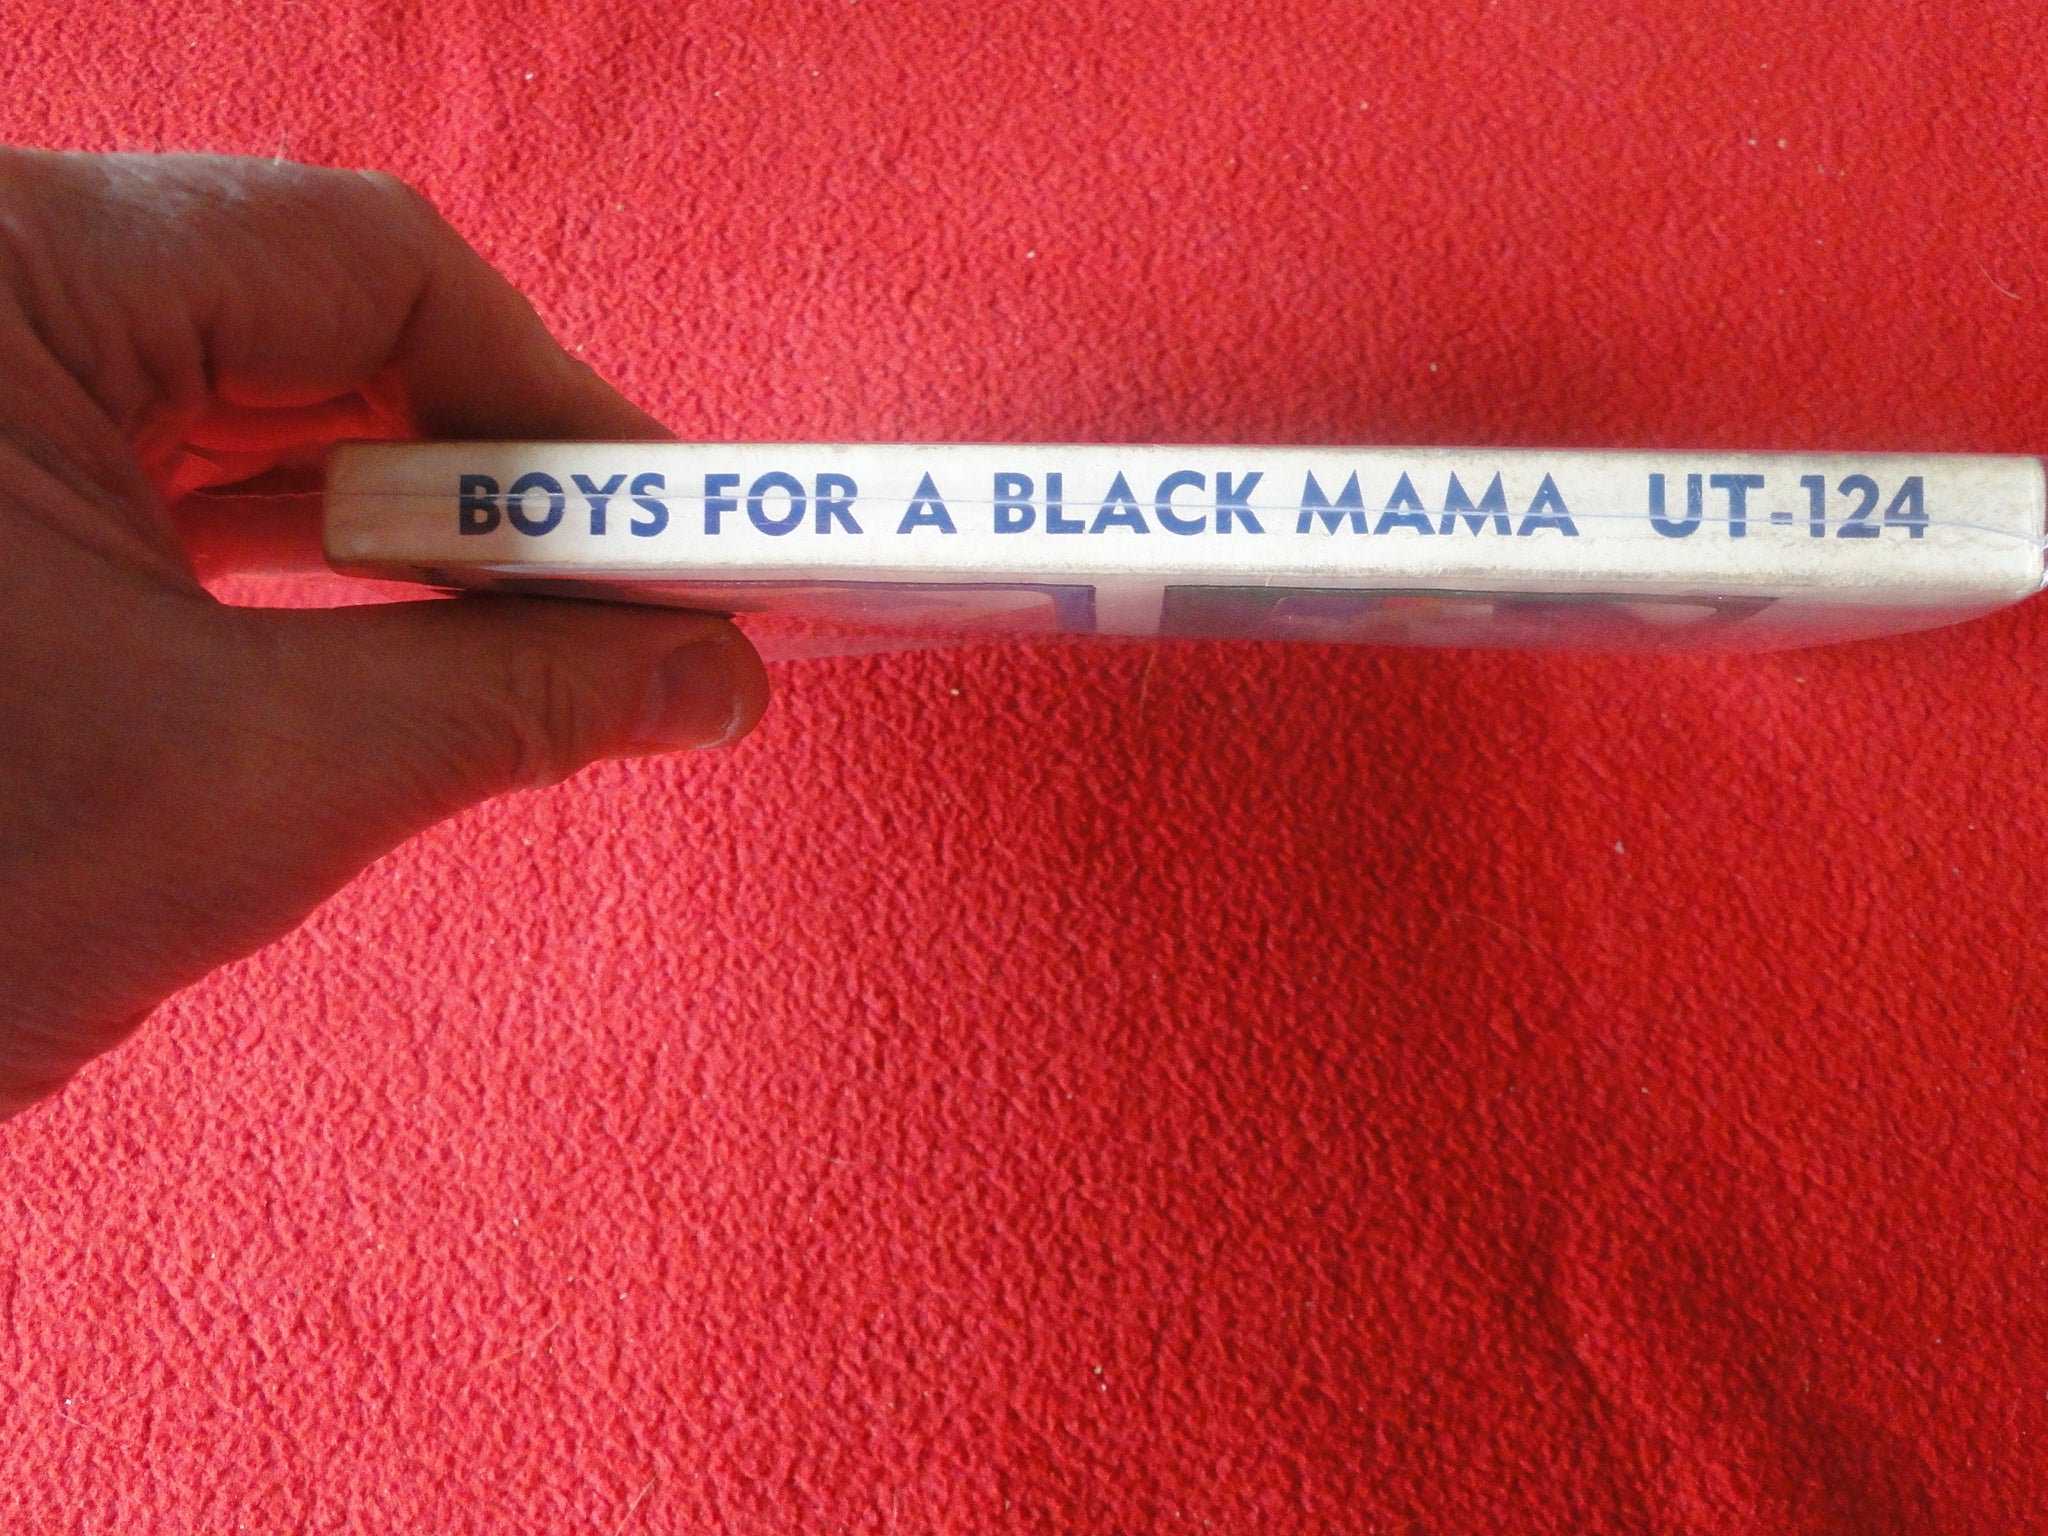 BOYS FOR A BLACK MAMA UT-124